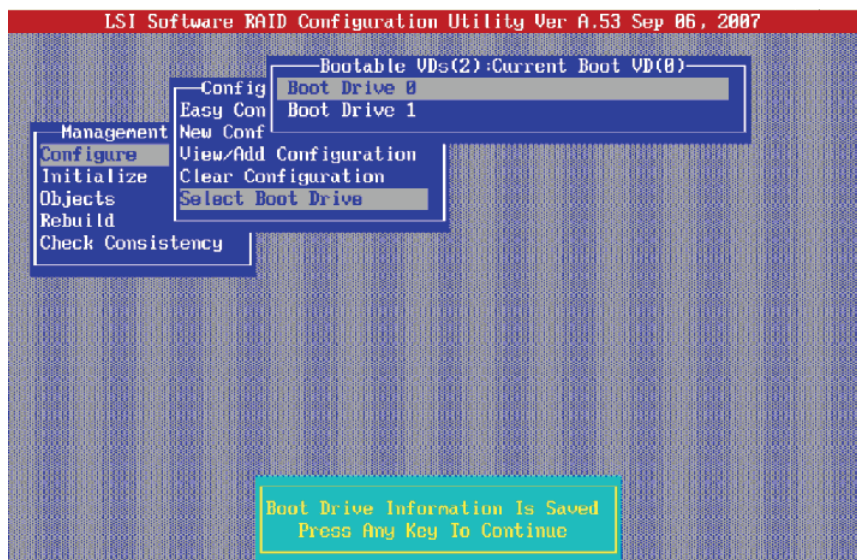 LSI Software RAID Configuration Utility Ver A.53 Sep 06, 2007
Bootable VDs(2):Current Boot VD(0)
Boot Drive 0
Boot Drive 1
Config
Easy Con
New Conf
View/Add Configuration
Clear Configuration
Select Boot Drive
Management
Configure
Initialize
Objects
Rebuild
Check Consistency
Boot Drive Information Is Saved
Press Any Key To Continue